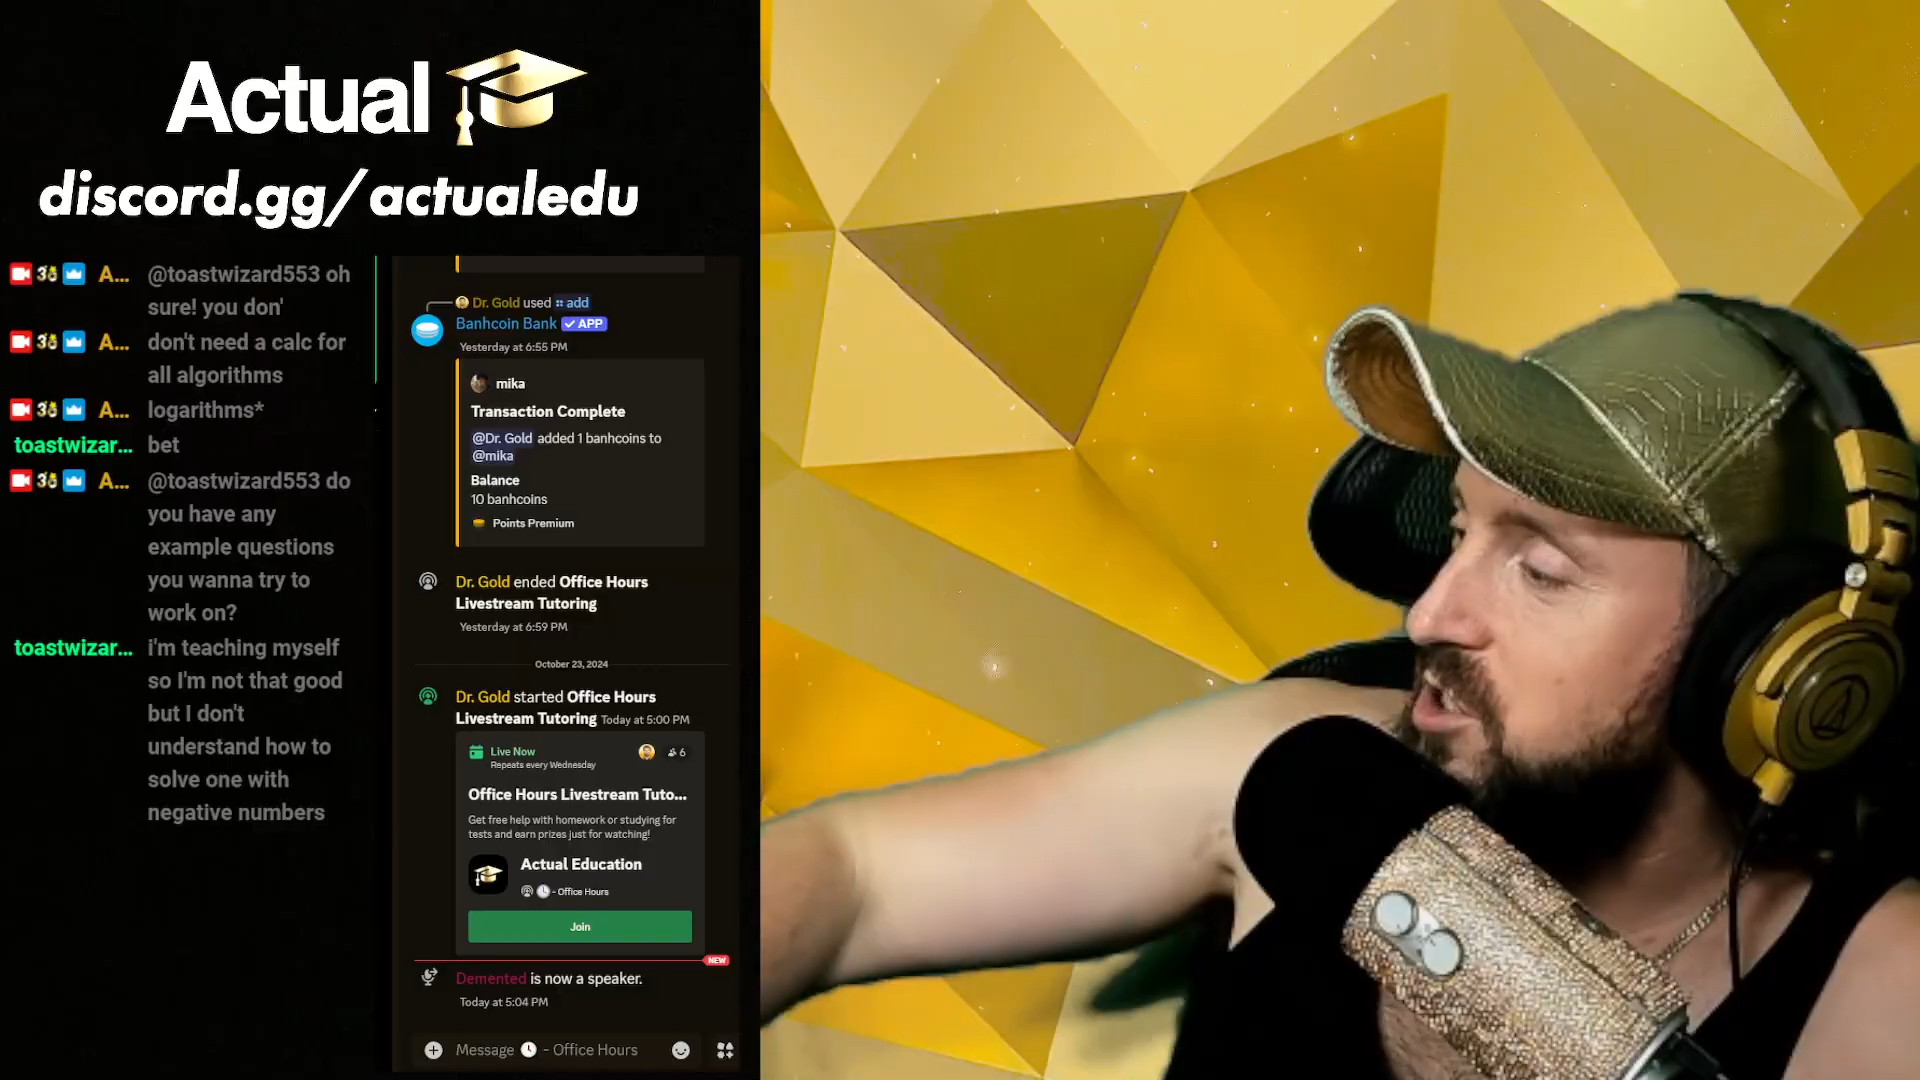 Actual
discord.gg/actualedu
A... @toastwizard553 oh
sure! you don'
A... don't need a calc for
all algorithms
A... logarithms*
toastwizar... bet
A... @toastwizard553 do
you have any
example questions
you wanna try to
work on?
toastwizar... i'm teaching myself
so I'm not that good
but I don't
understand how to
solve one with
negative numbers
Dr. Gold used add
Banhcoin Bank APP
Yesterday at 6:55 PM
mika
Transaction Complete
@Dr. Gold added 1 banhcoins to
@mika
Balance
10 banhcoins
Points Premium
Dr. Gold ended Office Hours
Livestream Tutoring
Yesterday at 6:59 PM
October 23, 2024
Dr. Gold started Office Hours
Livestream Tutoring Today at 5:00 PM
Live Now
6
Repeats every Wednesday
Office Hours Livestream Tuto...
Get free help with homework or studying for
tests and earn prizes just for watching!
Actual Education
- Office Hours
Join
NEW
Demented is now a speaker.
Today at 5:04 PM
Message - Office Hours